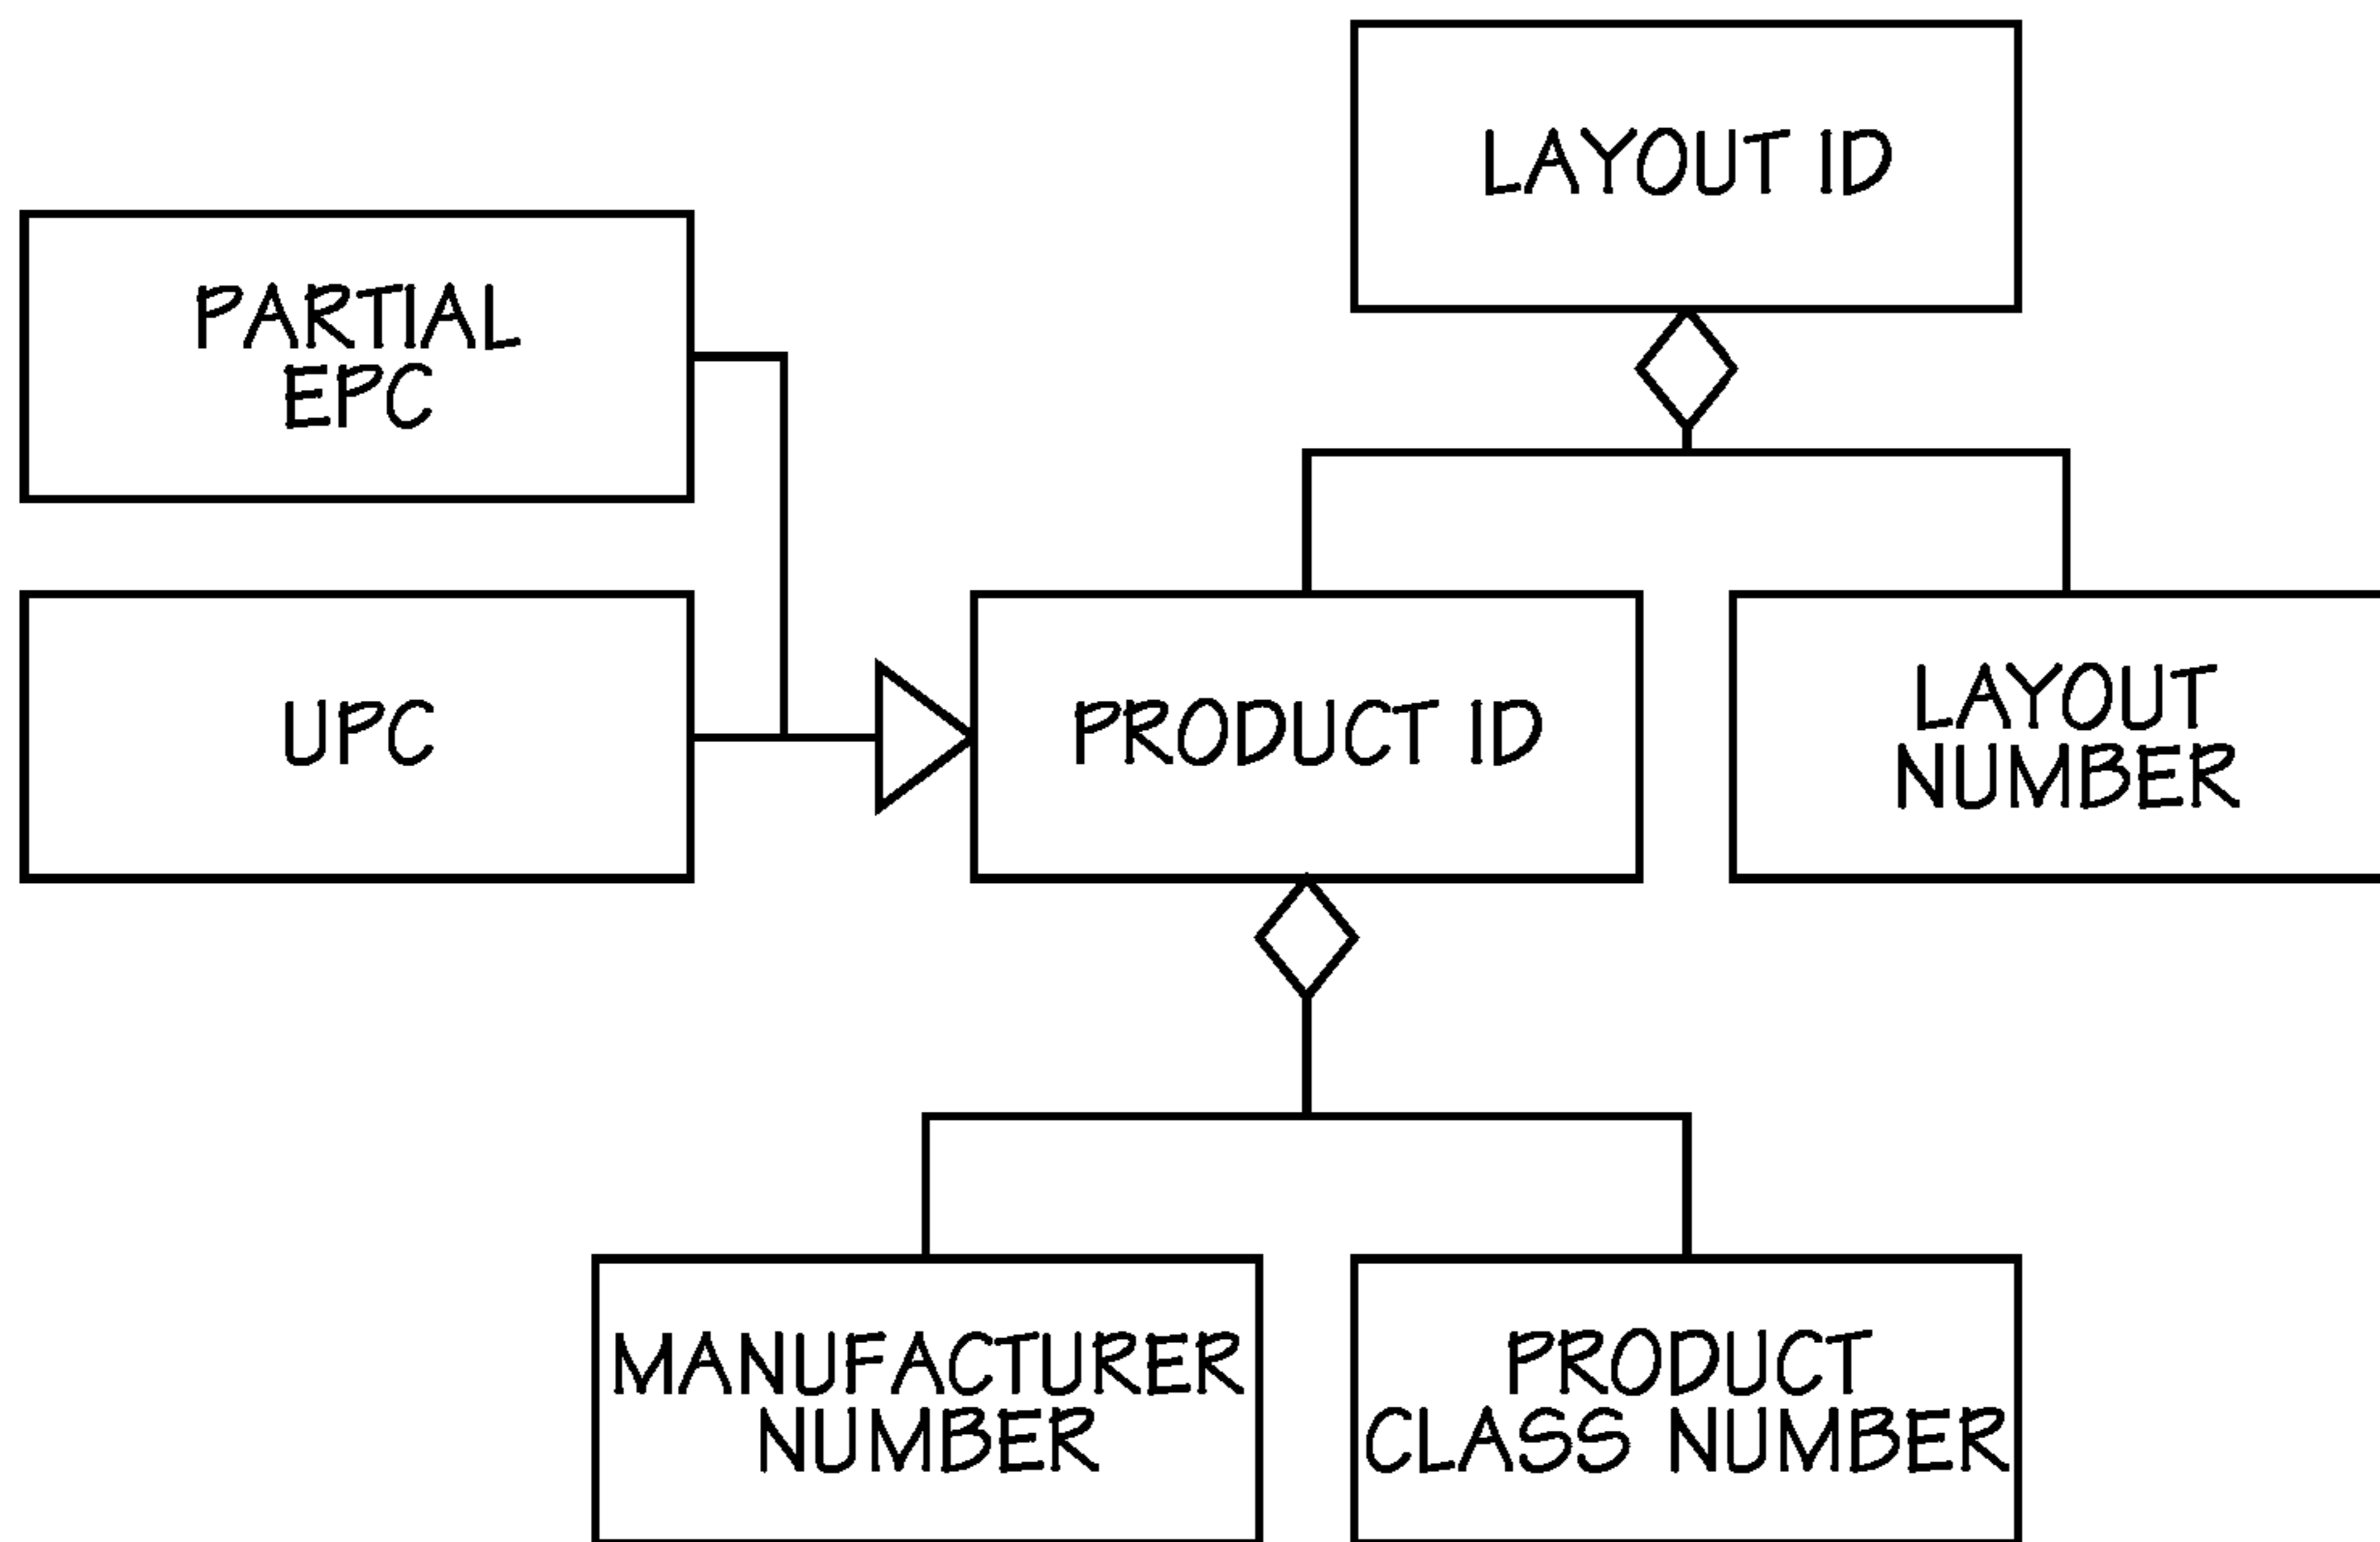 LAYOUT ID
PARTIAL
EPC
UPC
PRODUCT ID
LAYOUT
NUMBER
MANUFACTURER
NUMBER
PRODUCT
CLASS NUMBER